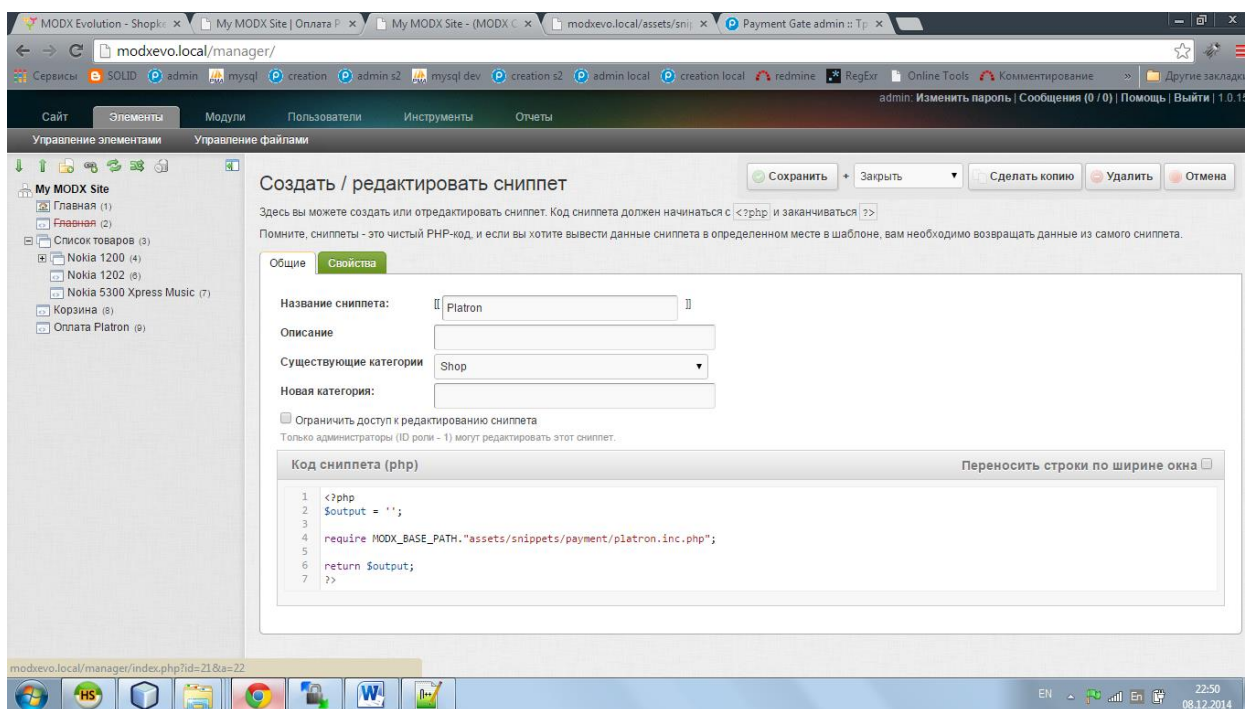 MODX Evolution - Shopke
My MODX Site | Оплата P
My MODX Site - (MODX C
modxevo.local/assets/snip
Payment Gate admin :: Тр
modxevo.local/manager/
Сервисы SOLID admin mysql creation admin s2 mysql dev creation s2 admin local creation local redmine RegExr Online Tools Комментирование » Другие закладки
admin: Изменить пароль | Сообщения (0 / 0) | Помощь | Выйти | 1.0.15
Сайт Элементы Модули Пользователи Инструменты Отчеты
Управление элементами Управление файлами
My MODX Site
Главная (1)
Главная (2)
Список товаров (3)
Nokia 1200 (4)
Nokia 1202 (6)
Nokia 5300 Xpress Music (7)
Корзина (8)
Оплата Platron (9)
Создать / редактировать сниппет
Сохранить + Закрыть Сделать копию Удалить Отмена
Здесь вы можете создать или отредактировать сниппет. Код сниппета должен начинаться с <?php и заканчиваться ?>
Помните, сниппеты - это чистый PHP-код, и если вы хотите вывести данные сниппета в определенном месте в шаблоне, вам необходимо возвращать данные из самого сниппета.
Общие Свойства
Название сниппета: [[ Platron ]]
Описание
Существующие категории Shop
Новая категория:
Ограничить доступ к редактированию сниппета
Только администраторы (ID роли - 1) могут редактировать этот сниппет.
Код сниппета (php) Переносить строки по ширине окна
1 <?php
2 $output = '';
3
4 require MODX_BASE_PATH."assets/snippets/payment/platron.inc.php";
5
6 return $output;
7 ?>
modxevo.local/manager/index.php?id=21&a=22
HS W EN En 22:50
08.12.2014